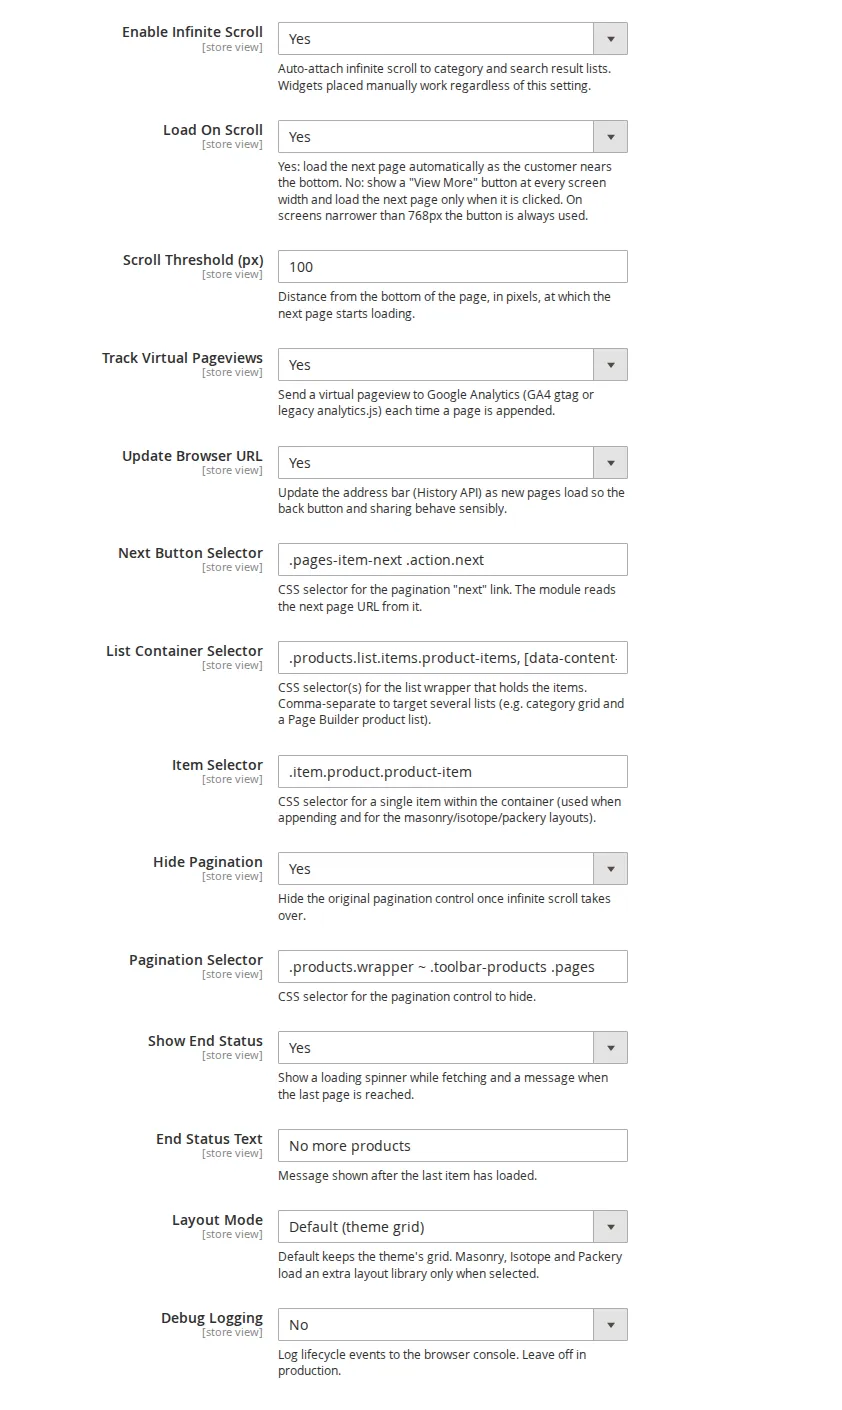 Enable Infinite Scroll
[store view]
Yes
Auto-attach infinite scroll to category and search result lists.
Widgets placed manually work regardless of this setting.
Load On Scroll
[store view]
Yes
Yes: load the next page automatically as the customer nears
the bottom. No: show a "View More" button at every screen
width and load the next page only when it is clicked. On
screens narrower than 768px the button is always used.
Scroll Threshold (px)
[store view]
100
Distance from the bottom of the page, in pixels, at which the
next page starts loading.
Track Virtual Pageviews
[store view]
Yes
Send a virtual pageview to Google Analytics (GA4 gtag or
legacy analytics.js) each time a page is appended.
Update Browser URL
[store view]
Yes
Update the address bar (History API) as new pages load so the
back button and sharing behave sensibly.
Next Button Selector
[store view]
.pages-item-next .action.next
CSS selector for the pagination "next" link. The module reads
the next page URL from it.
List Container Selector
[store view]
.products.list.items.product-items, [data-content-
CSS selector(s) for the list wrapper that holds the items.
Comma-separate to target several lists (e.g. category grid and
a Page Builder product list).
Item Selector
[store view]
.item.product.product-item
CSS selector for a single item within the container (used when
appending and for the masonry/isotope/packery layouts).
Hide Pagination
[store view]
Yes
Hide the original pagination control once infinite scroll takes
over.
Pagination Selector
[store view]
.products.wrapper ~ .toolbar-products .pages
CSS selector for the pagination control to hide.
Show End Status
[store view]
Yes
Show a loading spinner while fetching and a message when
the last page is reached.
End Status Text
[store view]
No more products
Message shown after the last item has loaded.
Layout Mode
[store view]
Default (theme grid)
Default keeps the theme's grid. Masonry, Isotope and Packery
load an extra layout library only when selected.
Debug Logging
[store view]
No
Log lifecycle events to the browser console. Leave off in
production.